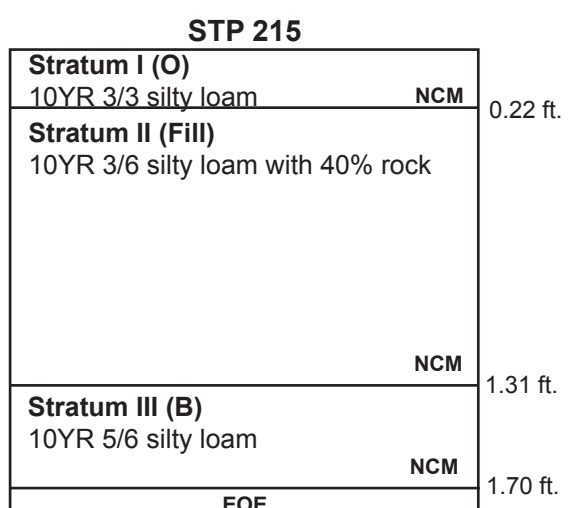 STP 215
Stratum I (O)
10YR 3/3 silty loam NCM
0.22 ft.
Stratum II (Fill)
10YR 3/6 silty loam with 40% rock
NCM
1.31 ft.
Stratum III (B)
10YR 5/6 silty loam
NCM
1.70 ft.